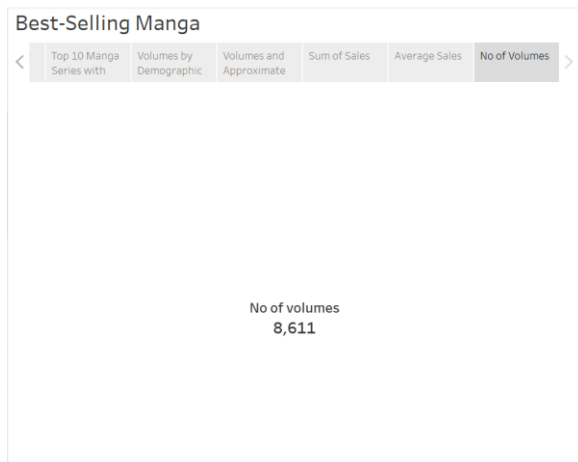 Best-Selling Manga
Top 10 Manga
Series with
Volumes by
Demographic
Volumes and
Approximate
Sum of Sales
Average Sales
No of Volumes
No of volumes
8,611